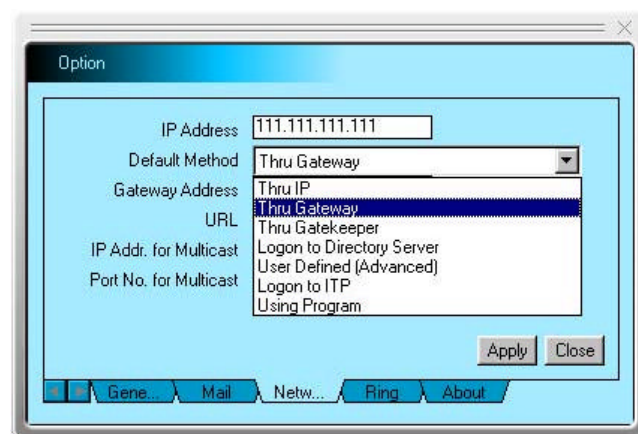 Option
IP Address 111.111.111.111
Default Method Thru Gateway
Gateway Address
URL
IP Addr. for Multicast
Port No. for Multicast
Thru IP
Thru Gateway
Thru Gatekeeper
Logon to Directory Server
User Defined (Advanced)
Logon to ITP
Using Program
Apply Close
Gene... Mail Netw... Ring About